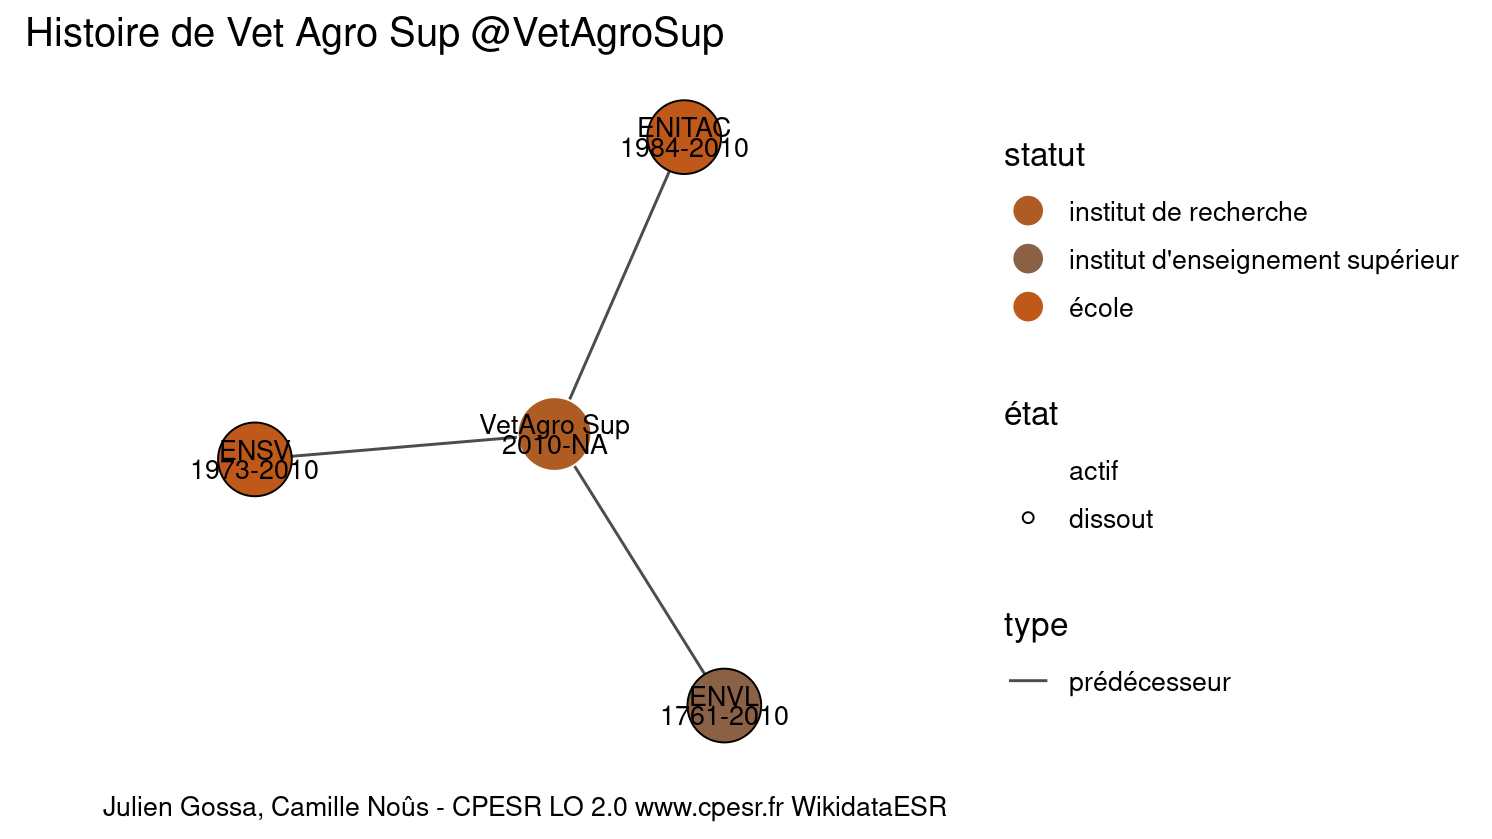 Histoire de Vet Agro Sup @VetAgroSup
ENITAC
1984-2010
VetAgro Sup
2010-NA
ENSV
1973-2010
ENVL
1761-2010
statut
institut de recherche
institut d'enseignement supérieur
école
état
actif
dissout
type
prédécesseur
Julien Gossa, Camille Noûs - CPESR LO 2.0 www.cpesr.fr WikidataESR